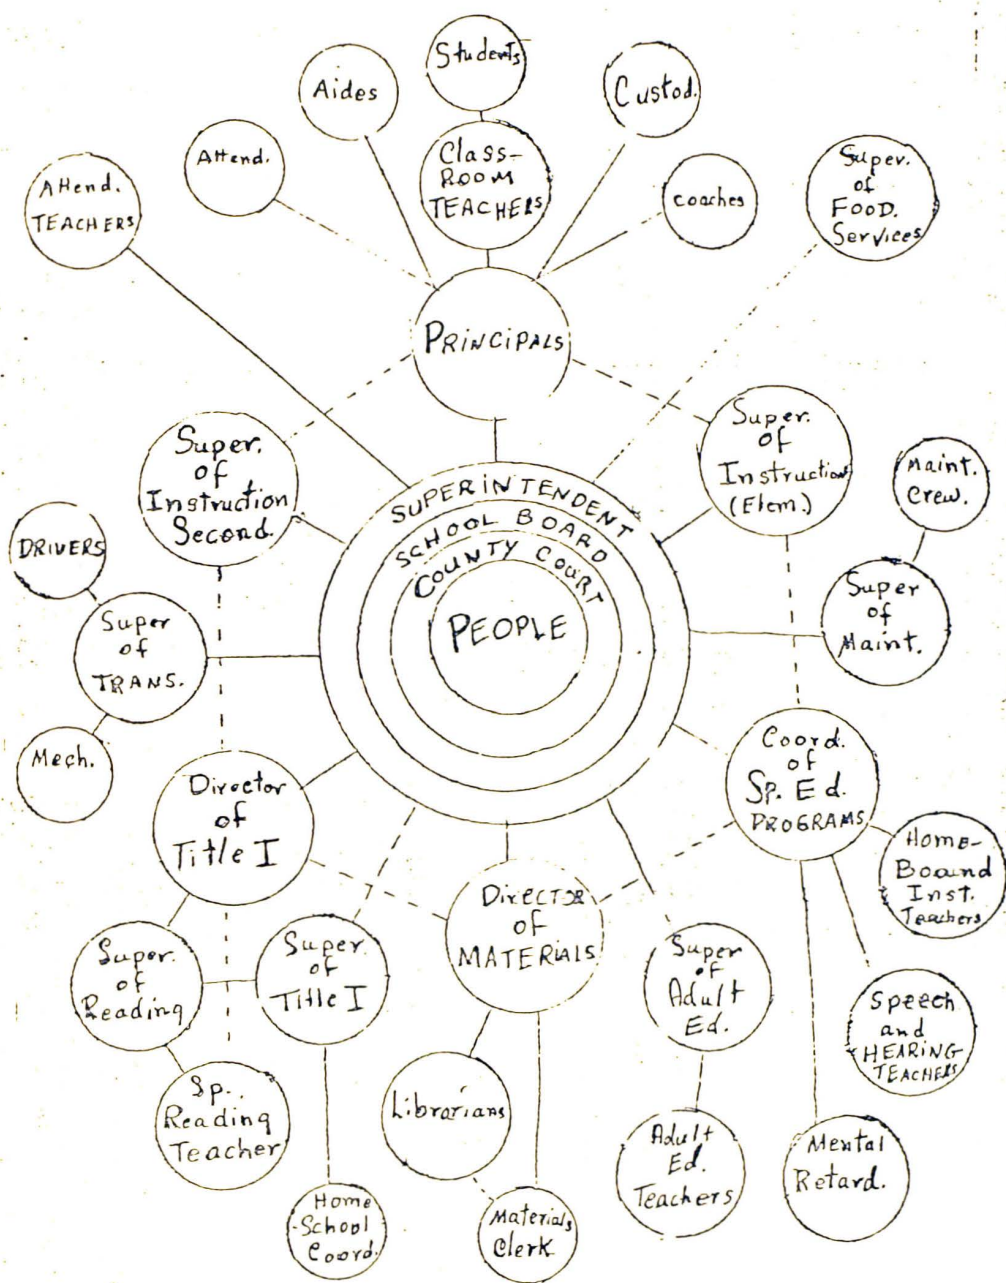 Students
Aides
Custod.
Attend.
Class-
ROOM
TEACHERS
Attend.
TEACHERS
coaches
Super.
of
FOOD.
Services
PRINCIPALS
Super.
of
Instruction
Second.
Super.
of
Instruction
(Elem.)
Maint.
Crew.
SUPERINTENDENT
SCHOOL BOARD
COUNTY COURT
PEOPLE
DRIVERS
Super
of
TRANS.
Super
of
Maint.
Mech.
Director
of
Title I
Coord.
of
Sp. Ed.
PROGRAMS
HOME-
Bound
Inst.
Teachers
Super.
of
Reading
Super.
of
Title I
DIRECTOR
of
MATERIALS
Super
of
Adult
Ed.
Speech
and
HEARING
TEACHERS
Sp.
Reading
Teacher
Librarians
Adult
Ed.
Teachers
Mental
Retard.
Home
-School
Coord.
Materials
Clerk